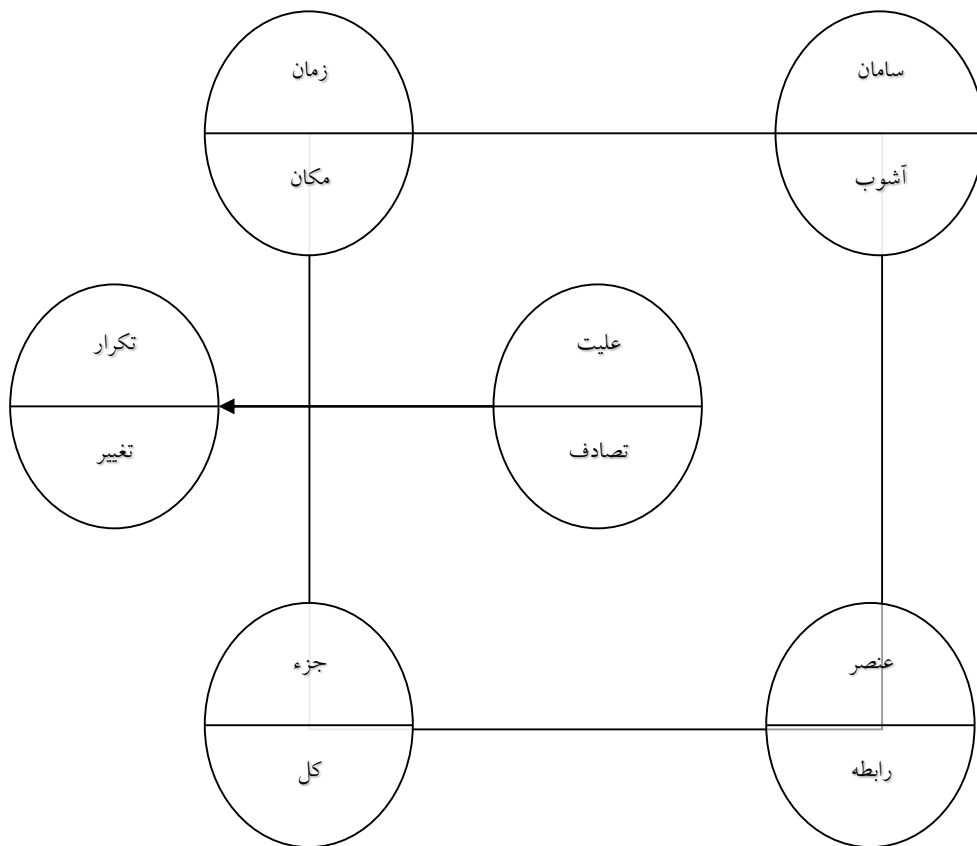 سامان
آشوب
زمان
مکان
علیت
تصادف
تکرار
تغییر
عنصر
رابطه
جزء
کل